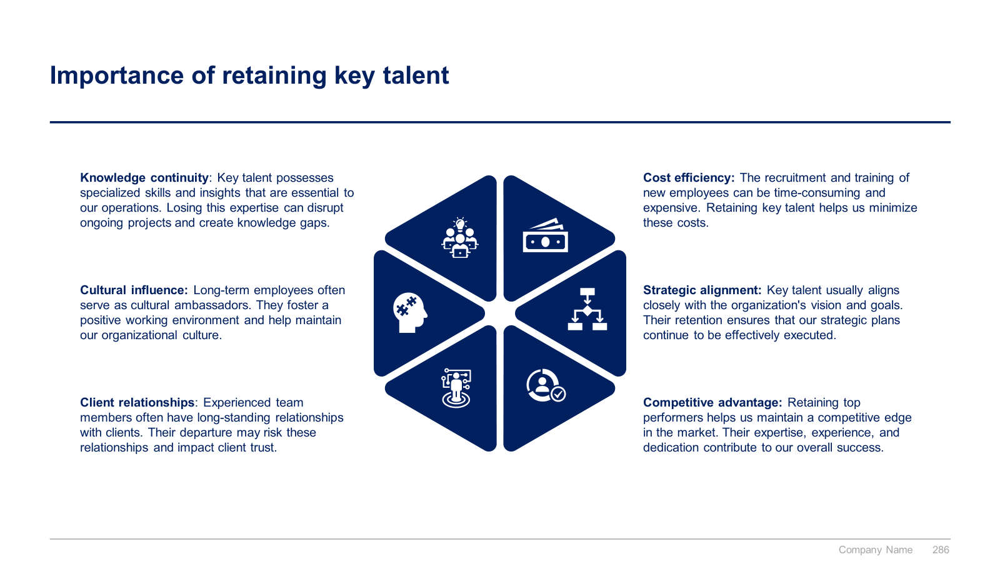 Importance of retaining key talent
Knowledge continuity: Key talent possesses
specialized skills and insights that are essential to
our operations. Losing this expertise can disrupt
ongoing projects and create knowledge gaps.
Cultural influence: Long-term employees often
serve as cultural ambassadors. They foster a
positive working environment and help maintain
our organizational culture.
Client relationships: Experienced team
members often have long-standing relationships
with clients. Their departure may risk these
relationships and impact client trust.
Cost efficiency: The recruitment and training of
new employees can be time-consuming and
expensive. Retaining key talent helps us minimize
these costs.
Strategic alignment: Key talent usually aligns
closely with the organization's vision and goals.
Their retention ensures that our strategic plans
continue to be effectively executed.
Competitive advantage: Retaining top
performers helps us maintain a competitive edge
in the market. Their expertise, experience, and
dedication contribute to our overall success.
Company Name 286